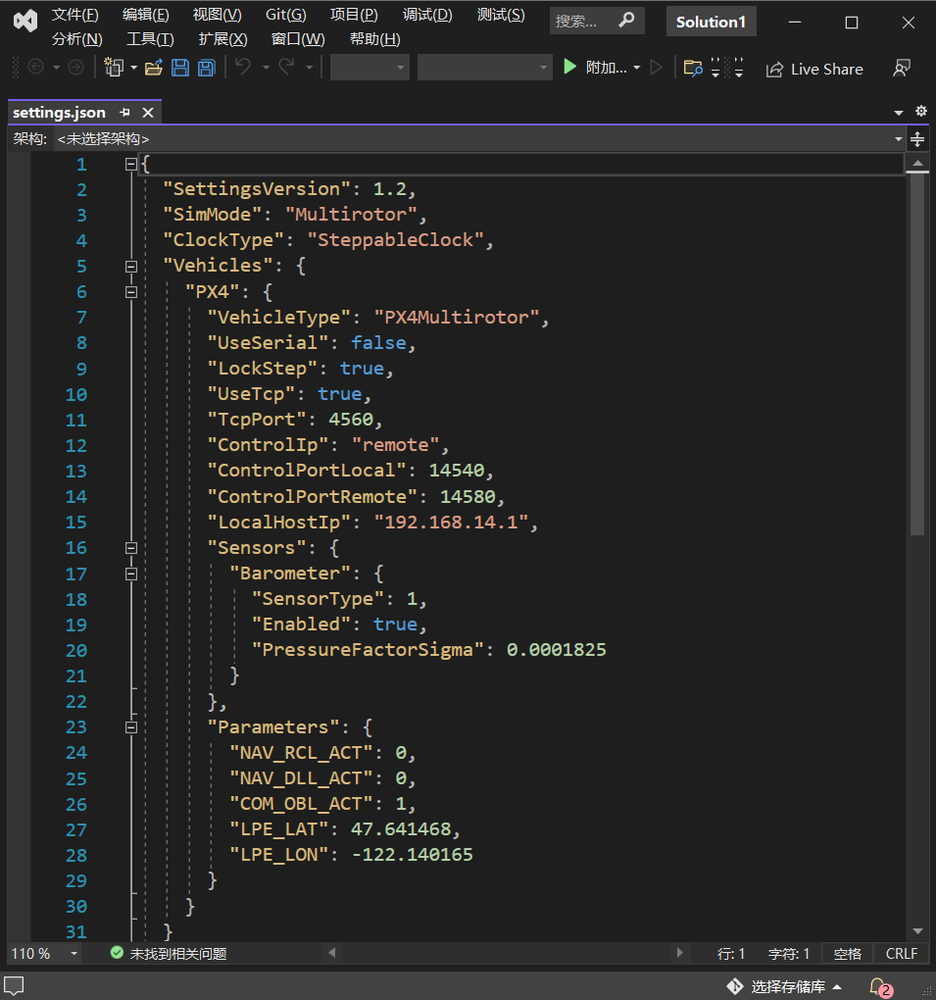 文件(F) 编辑(E) 视图(V) Git(G) 项目(P) 调试(D) 测试(S) 搜索... Solution1
分析(N) 工具(T) 扩展(X) 窗口(W) 帮助(H)
附加... Live Share
settings.json
架构: <未选择架构>
1 {
2 "SettingsVersion": 1.2,
3 "SimMode": "Multirotor",
4 "ClockType": "SteppableClock",
5 "Vehicles": {
6 "PX4": {
7 "VehicleType": "PX4Multirotor",
8 "UseSerial": false,
9 "LockStep": true,
10 "UseTcp": true,
11 "TcpPort": 4560,
12 "ControlIp": "remote",
13 "ControlPortLocal": 14540,
14 "ControlPortRemote": 14580,
15 "LocalHostIp": "192.168.14.1",
16 "Sensors": {
17 "Barometer": {
18 "SensorType": 1,
19 "Enabled": true,
20 "PressureFactorSigma": 0.0001825
21 }
22 },
23 "Parameters": {
24 "NAV_RCL_ACT": 0,
25 "NAV_DLL_ACT": 0,
26 "COM_OBL_ACT": 1,
27 "LPE_LAT": 47.641468,
28 "LPE_LON": -122.140165
29 }
30 }
31 }
110 % 未找到相关问题 行: 1 字符: 1 空格 CRLF
选择存储库 2